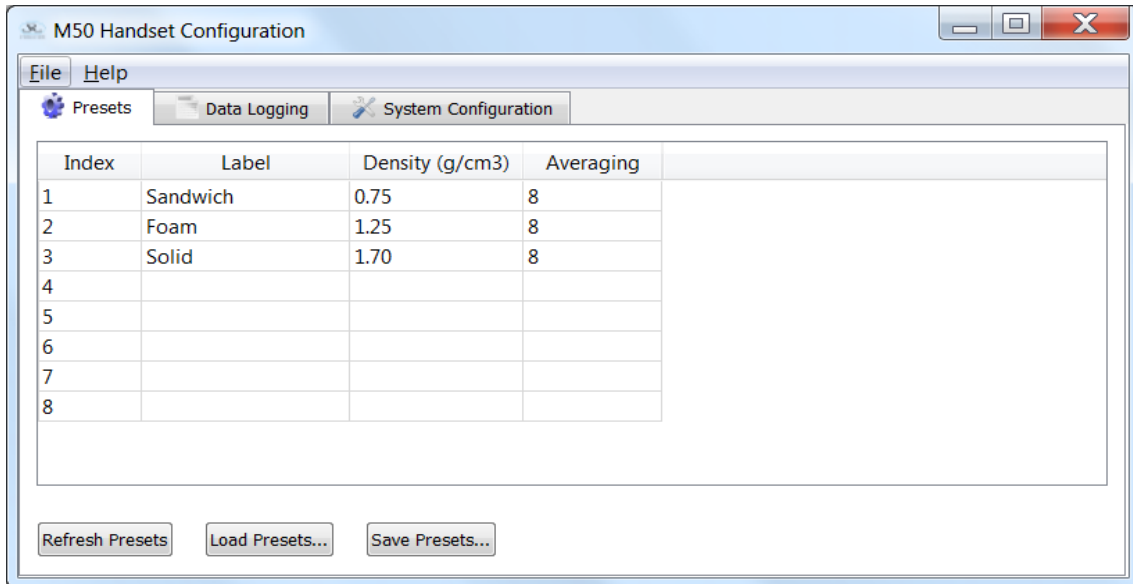 M50 Handset Configuration
File Help
Presets Data Logging System Configuration
Index Label Density (g/cm3) Averaging
1 Sandwich 0.75 8
2 Foam 1.25 8
3 Solid 1.70 8
4
5
6
7
8
Refresh Presets Load Presets... Save Presets...